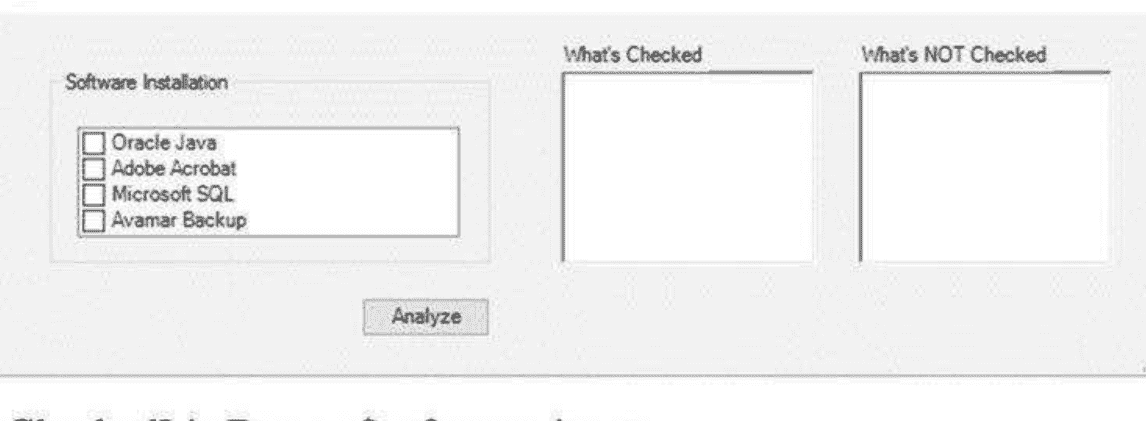 What's Checked
What's NOT Checked
Software Installation
Oracle Java
Adobe Acrobat
Microsoft SQL
Avamar Backup
Analyze